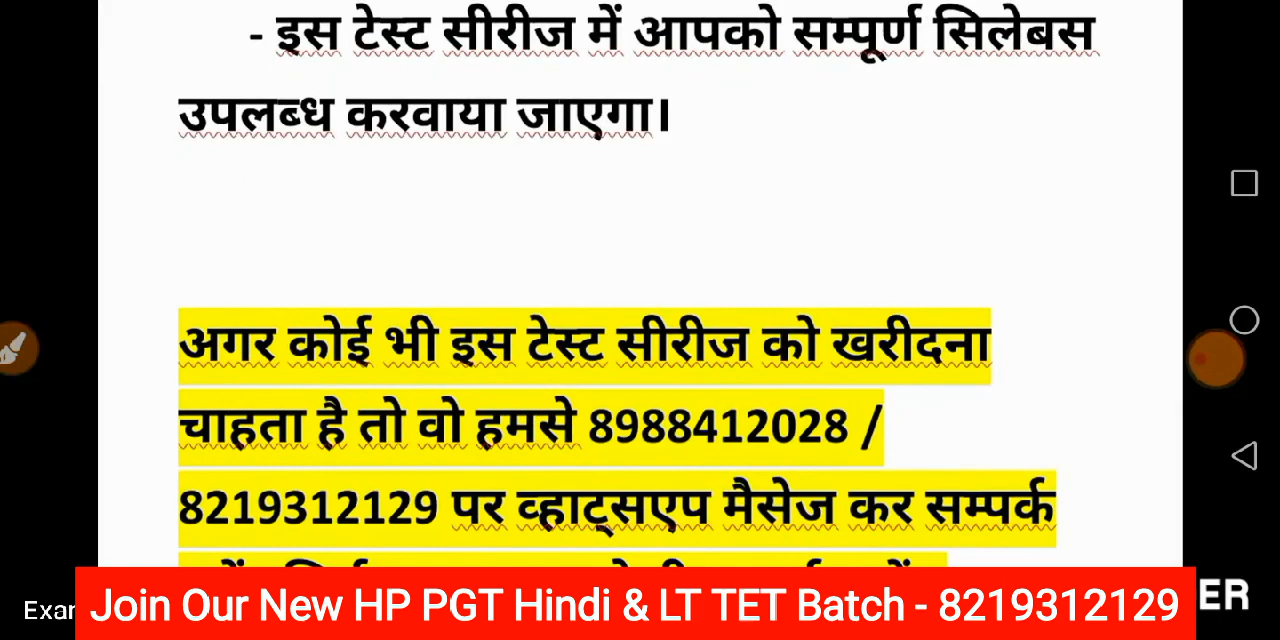 - इस टेस्ट सीरीज में आपको सम्पूर्ण सिलेबस
उपलब्ध करवाया जाएगा।
अगर कोई भी इस टेस्ट सीरीज को खरीदना
चाहता है तो वो हमसे 8988412028 /
8219312129 पर व्हाट्सएप मैसेज कर सम्पर्क
Join Our New HP PGT Hindi & LT TET Batch - 8219312129